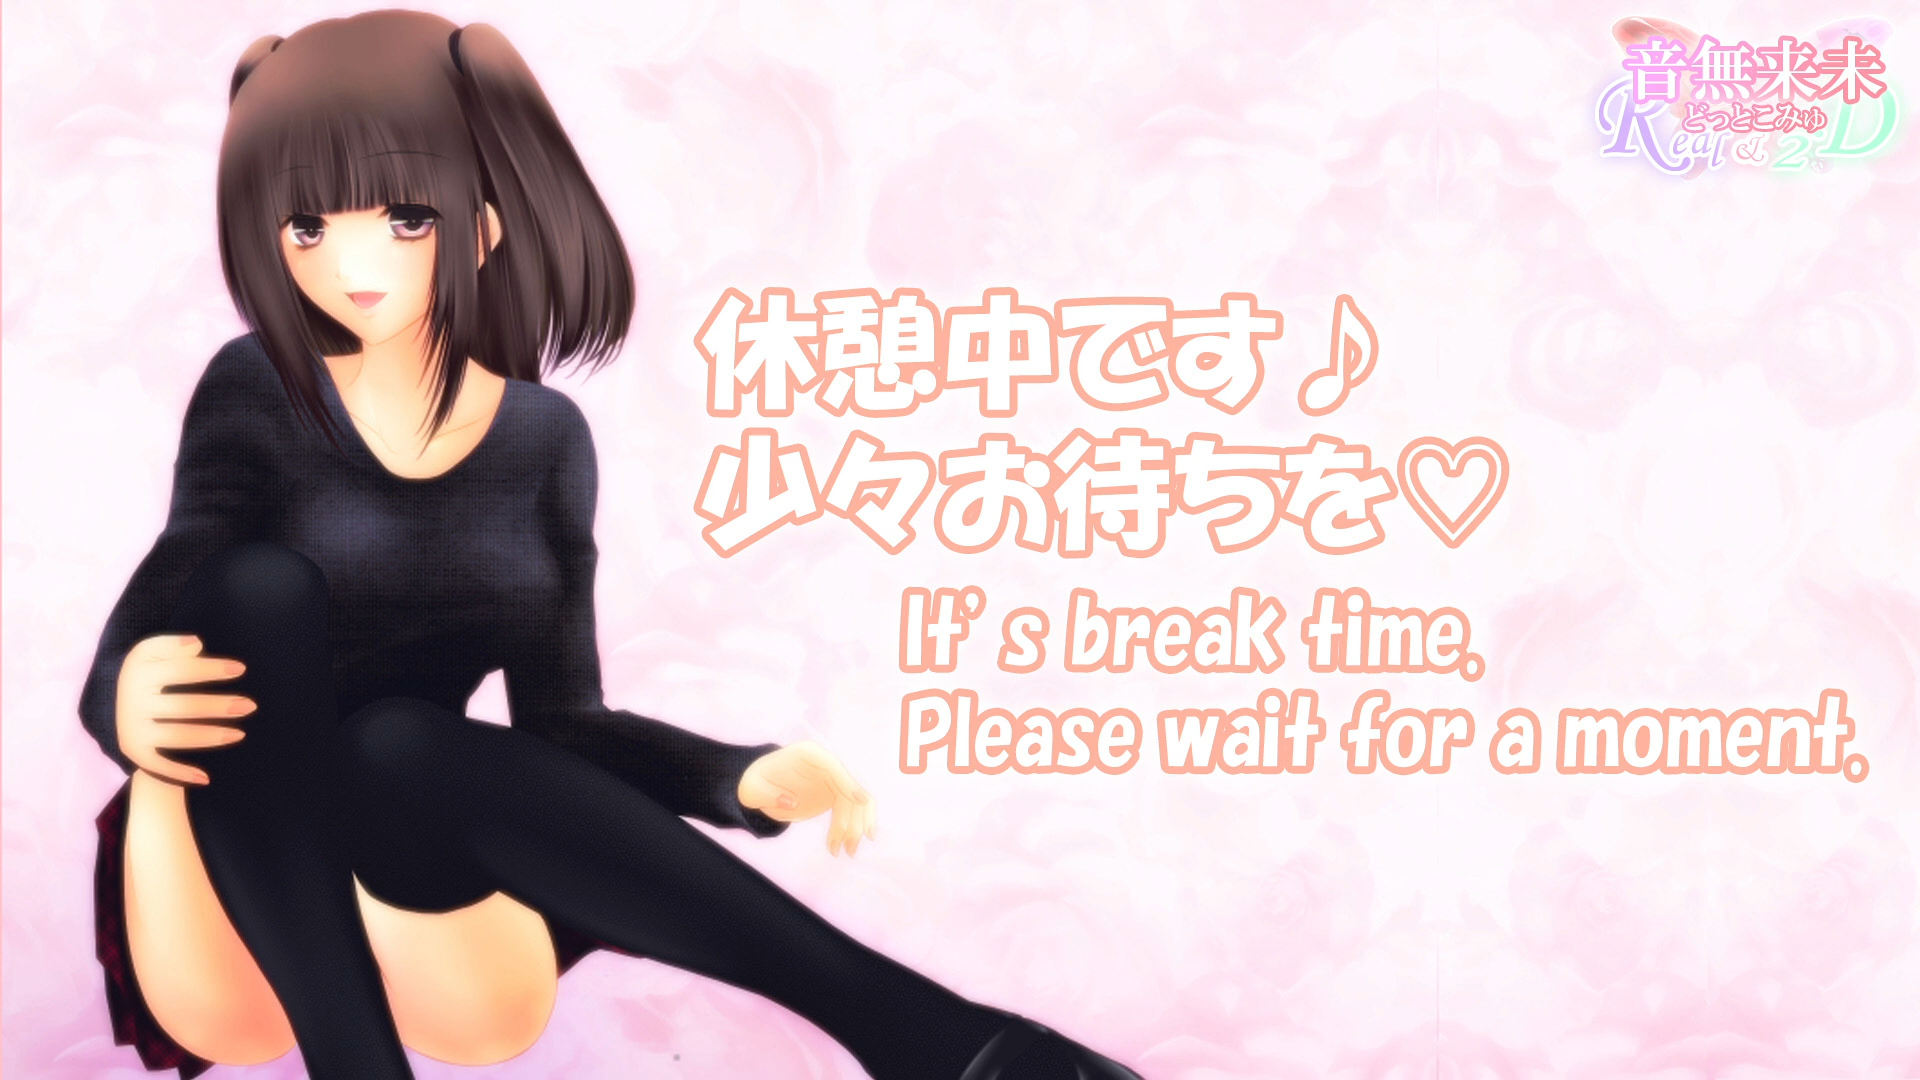 音無来未
どっとこみゅ
Real & 2D
休憩中です♪
少々お待ちを♡
It's break time.
Please wait for a moment.